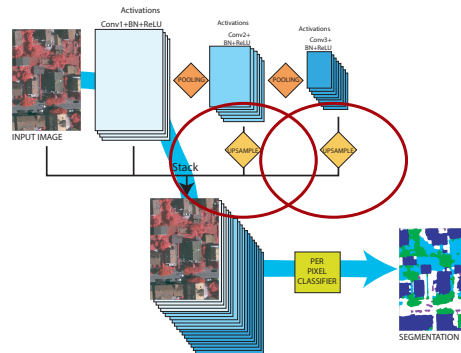 Activations
Conv1+BN+ReLU
Activations
Conv2+
BN+ReLU
Activations
Conv3+
BN+ReLU
POOLING
POOLING
INPUT IMAGE
UPSAMPLE
UPSAMPLE
Stack
PER
PIXEL
CLASSIFIER
SEGMENTATION